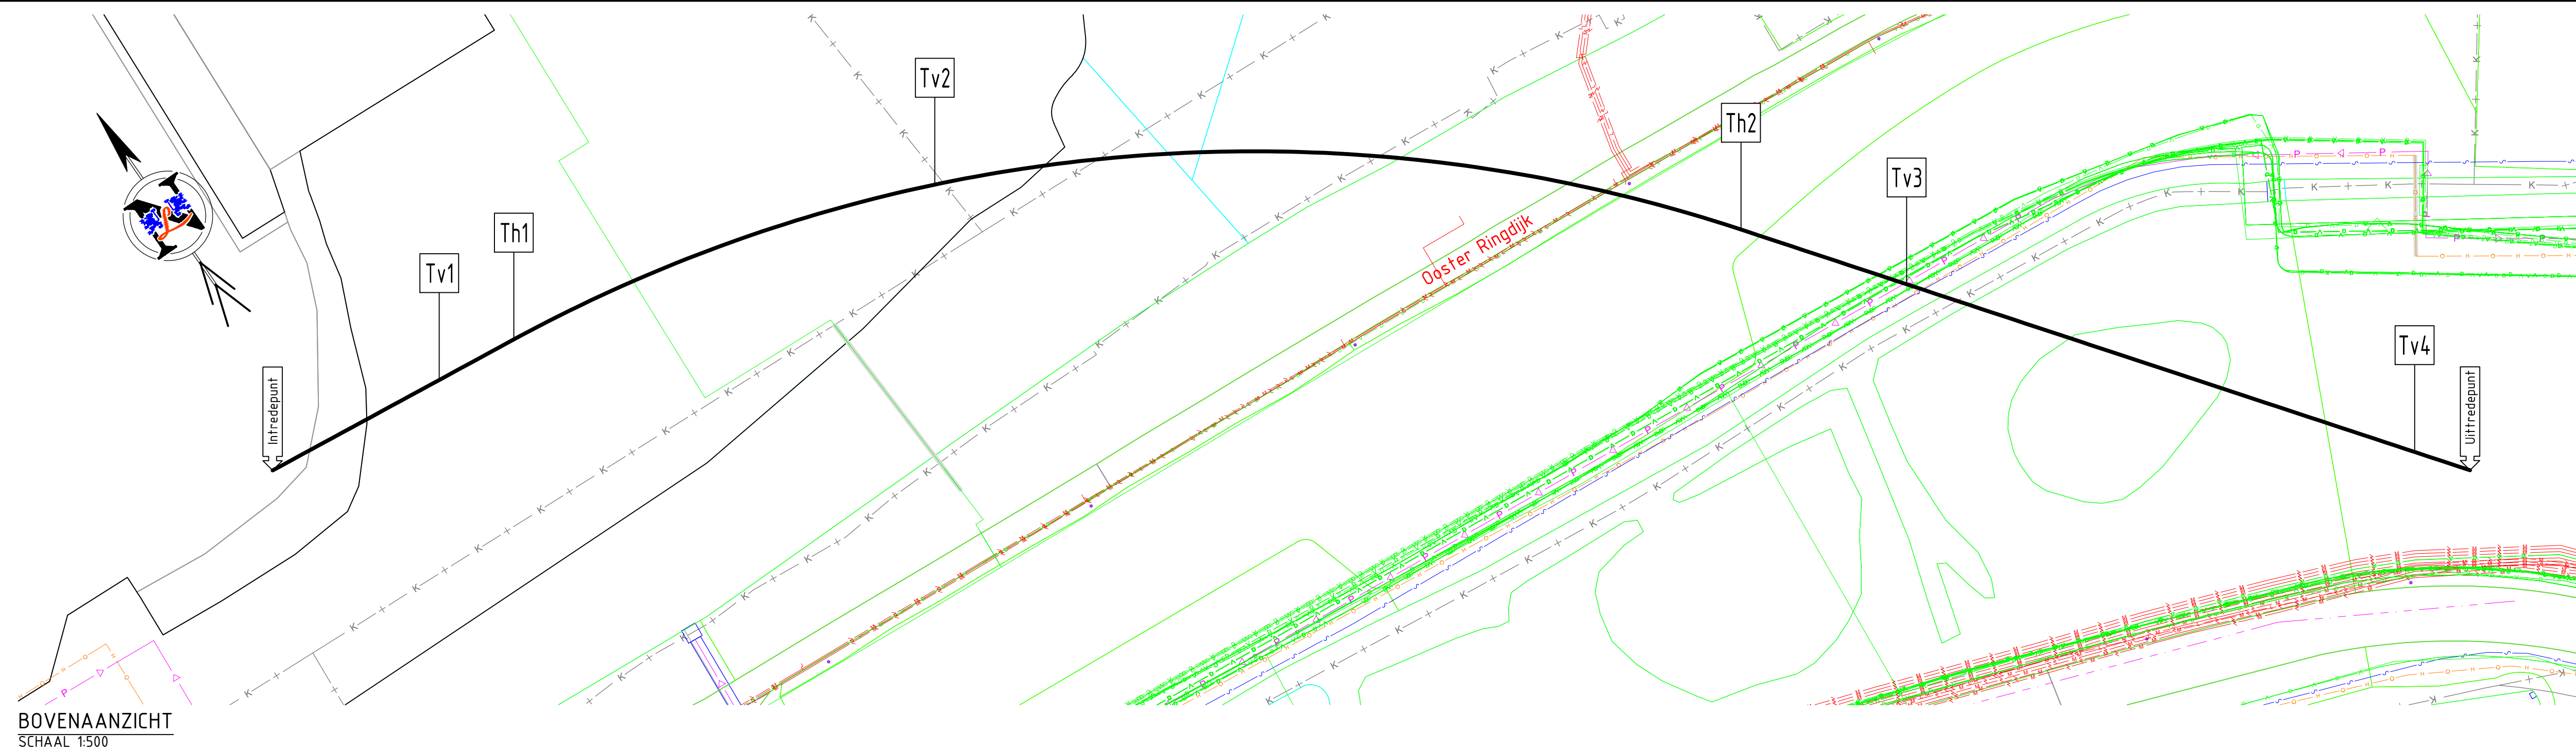 Tv2
Th2
Tv3
Th1
Tv1
Ooster Ringdijk
Tv4
Intredepunt
Uittredepunt
BOVENAANZICHT
SCHAAL 1:500